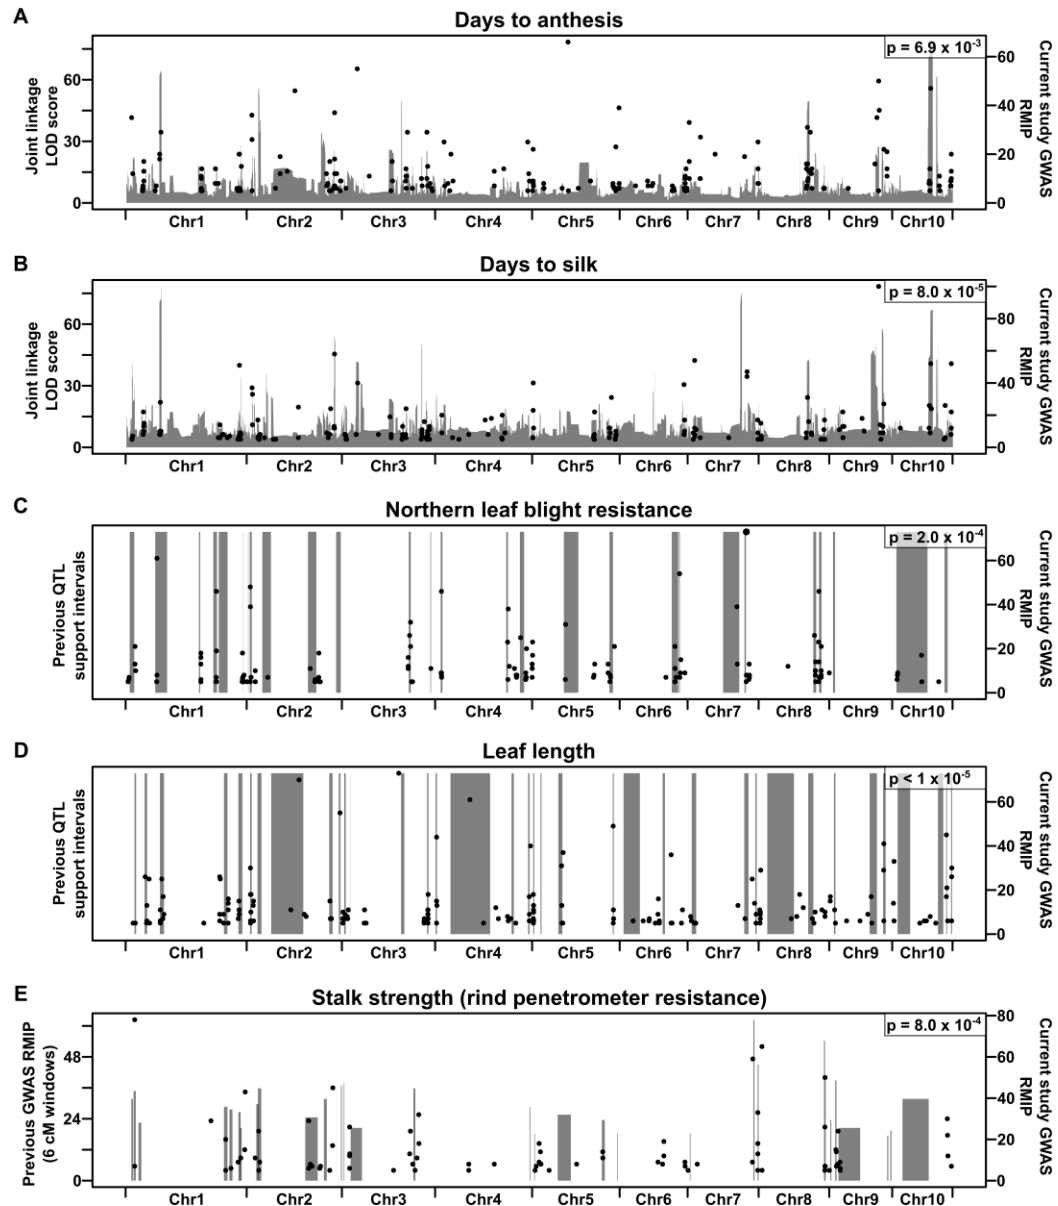 A
Days to anthesis
p = 6.9 x 10-3
Joint linkage
LOD score
60
30
0
60
40
20
0
Current study GWAS
RMIP
Chr1 Chr2 Chr3 Chr4 Chr5 Chr6 Chr7 Chr8 Chr9 Chr10
B
Days to silk
p = 8.0 x 10-5
Joint linkage
LOD score
60
30
0
80
40
0
Current study GWAS
RMIP
Chr1 Chr2 Chr3 Chr4 Chr5 Chr6 Chr7 Chr8 Chr9 Chr10
C
Northern leaf blight resistance
p = 2.0 x 10-4
Previous QTL
support intervals
60
40
20
0
Current study GWAS
RMIP
Chr1 Chr2 Chr3 Chr4 Chr5 Chr6 Chr7 Chr8 Chr9 Chr10
D
Leaf length
p < 1 x 10-5
Previous QTL
support intervals
60
40
20
0
Current study GWAS
RMIP
Chr1 Chr2 Chr3 Chr4 Chr5 Chr6 Chr7 Chr8 Chr9 Chr10
E
Stalk strength (rind penetrometer resistance)
p = 8.0 x 10-4
Previous GWAS RMIP
(6 cM windows)
48
24
0
80
60
40
20
0
Current study GWAS
RMIP
Chr1 Chr2 Chr3 Chr4 Chr5 Chr6 Chr7 Chr8 Chr9 Chr10